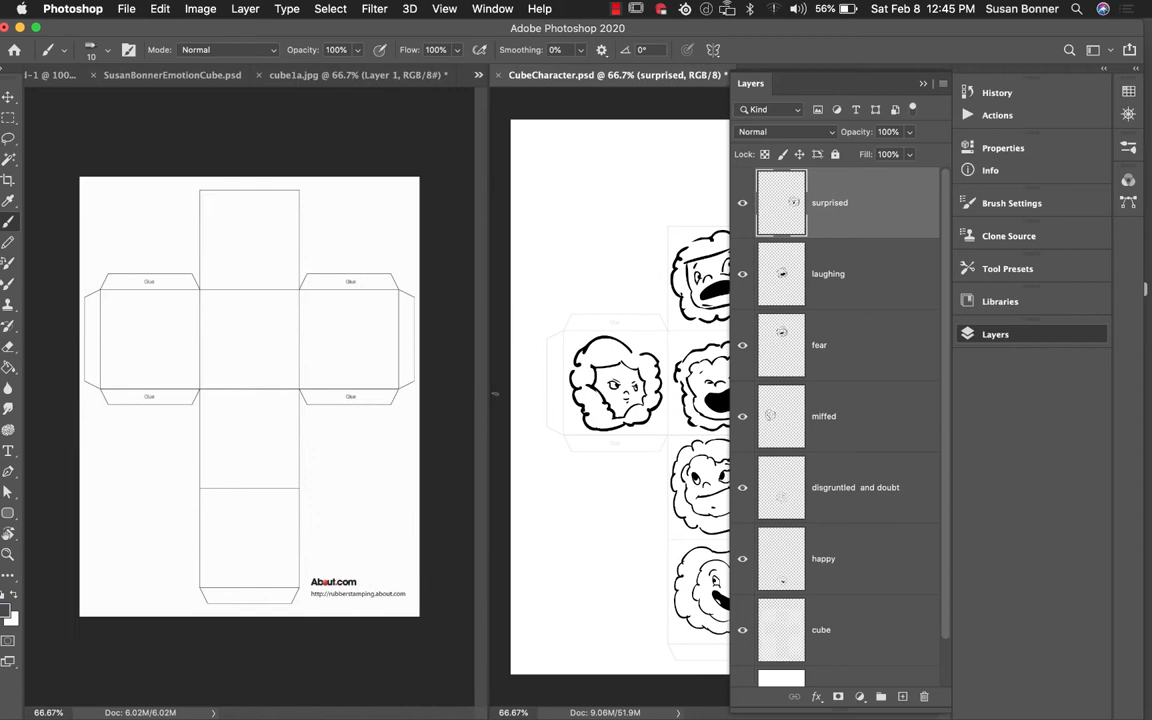 Photoshop File Edit Image Layer Type Select Filter 3D View Window Help 56% Sat Feb 8 12:45 PM Susan Bonner
Adobe Photoshop 2020
10 Mode: Normal Opacity: 100% Flow: 100% Smoothing: 0% 0°
f-1 @ 100... × SusanBonnerEmotionCube.psd × cube1a.jpg @ 66.7% (Layer 1, RGB/8#) * »
× CubeCharacter.psd @ 66.7% (surprised, RGB/8) *
Layers
Kind
Normal Opacity: 100%
Lock: Fill: 100%
surprised
laughing
fear
miffed
disgruntled and doubt
happy
cube
History
Actions
Properties
Info
Brush Settings
Clone Source
Tool Presets
Libraries
Layers
Glue
Glue
Glue
Glue
About.com
http://rubberstamping.about.com
66.67% Doc: 6.02M/6.02M
66.67% Doc: 9.06M/51.9M